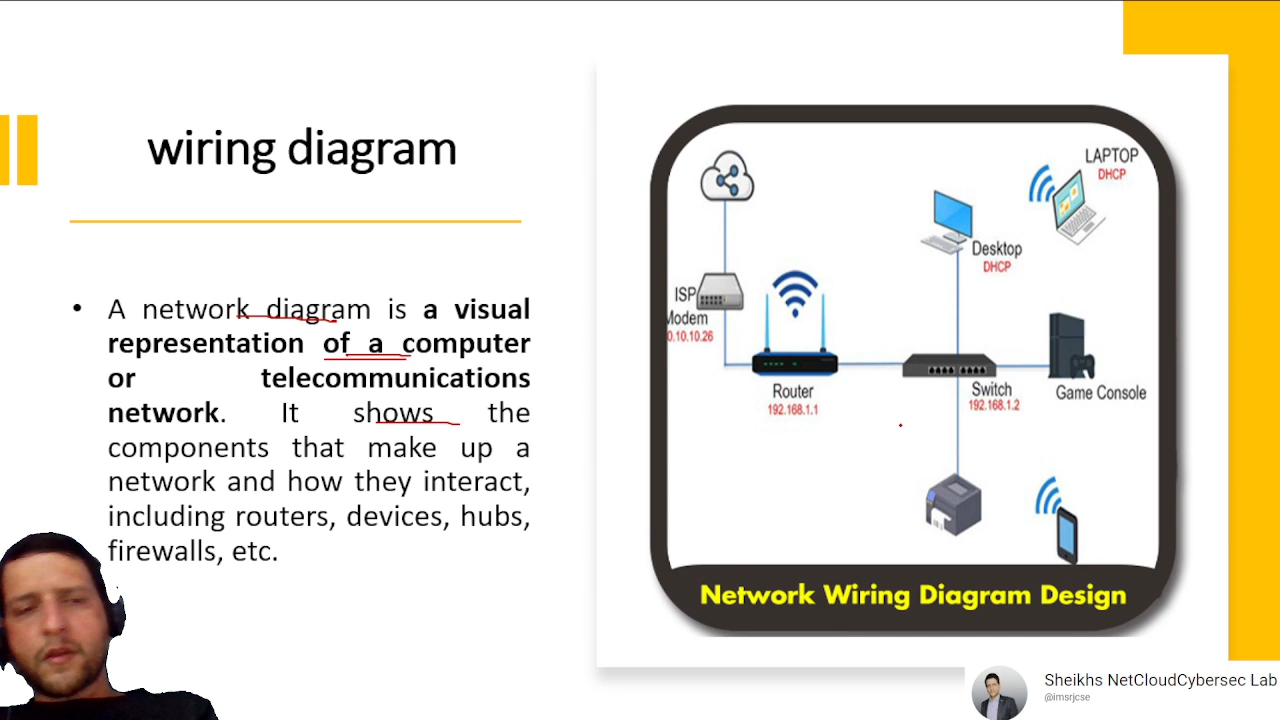 wiring diagram
• A network diagram is a visual
representation of a computer
or telecommunications
network. It shows the
components that make up a
network and how they interact,
including routers, devices, hubs,
firewalls, etc.
LAPTOP
DHCP
Desktop
DHCP
ISP
Modem
0.10.10.26
Router
192.168.1.1
Switch
192.168.1.2
Game Console
Network Wiring Diagram Design
Sheikhs NetCloudCybersec Lab
@imsrjcse